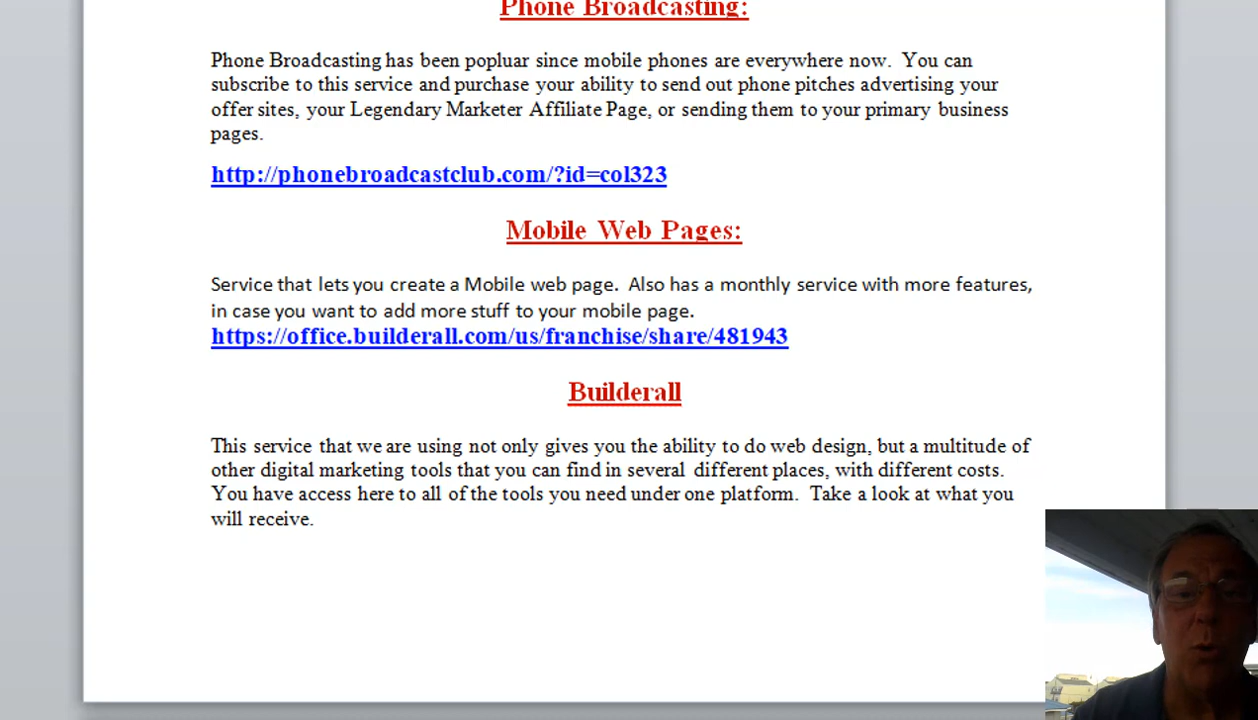 Phone Broadcasting:
Phone Broadcasting has been popluar since mobile phones are everywhere now. You can
subscribe to this service and purchase your ability to send out phone pitches advertising your
offer sites, your Legendary Marketer Affiliate Page, or sending them to your primary business
pages.
http://phonebroadcastclub.com/?id=col323
Mobile Web Pages:
Service that lets you create a Mobile web page. Also has a monthly service with more features,
in case you want to add more stuff to your mobile page.
https://office.builderall.com/us/franchise/share/481943
Builderall
This service that we are using not only gives you the ability to do web design, but a multitude of
other digital marketing tools that you can find in several different places, with different costs.
You have access here to all of the tools you need under one platform. Take a look at what you
will receive.